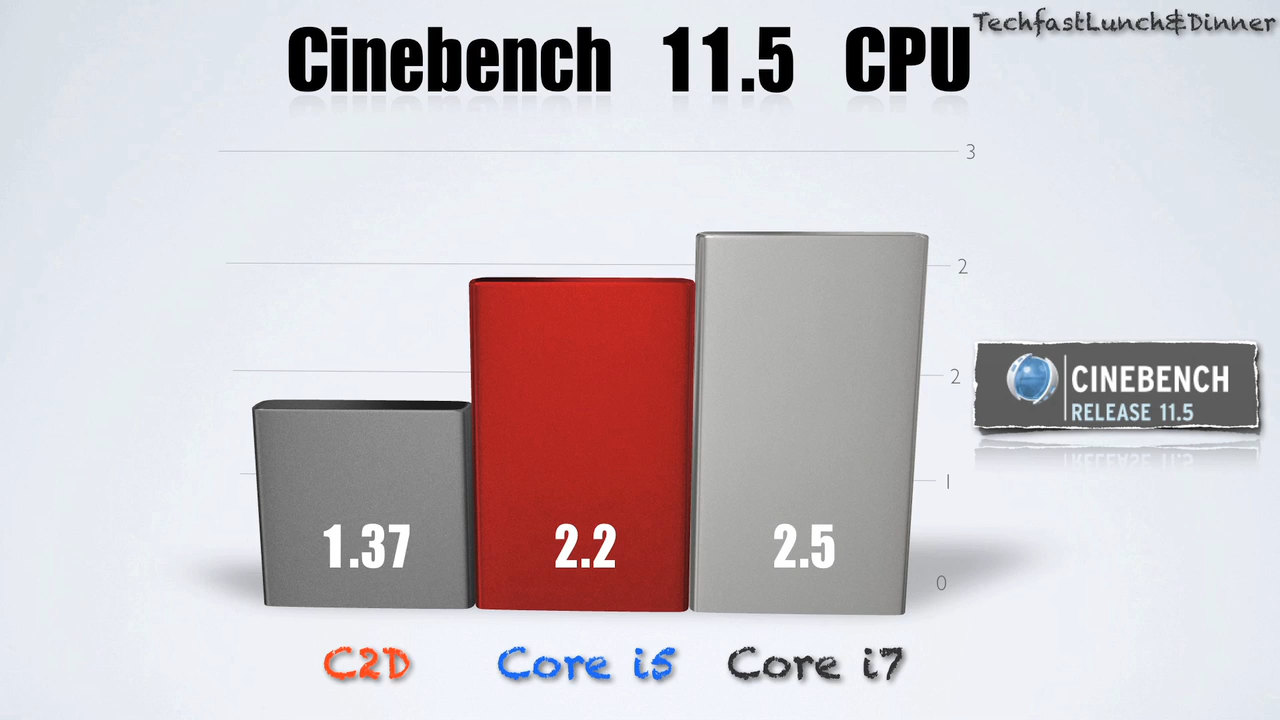 TechfastLunch&Dinner
Cinebench 11.5 CPU
3
2
2
1
0
CINEBENCH
RELEASE 11.5
1.37
2.2
2.5
C2D
Core i5
Core i7